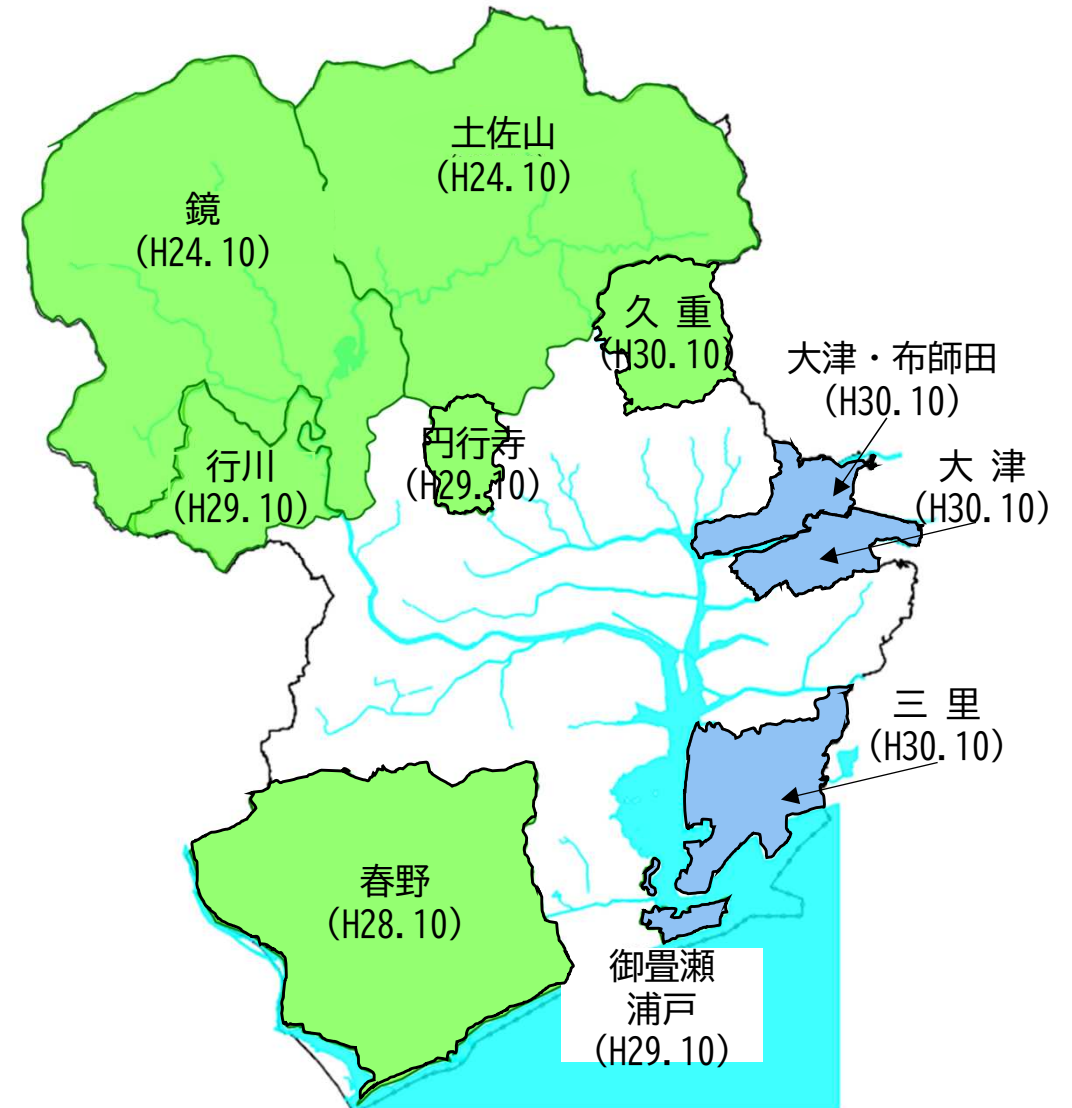 土佐山
(H24.10)
鏡
(H24.10)
久 重
(H30.10)
大津・布師田
(H30.10)
円行寺
(H29.10)
行川
(H29.10)
大 津
(H30.10)
三 里
(H30.10)
春野
(H28.10)
御畳瀬
浦戸
(H29.10)